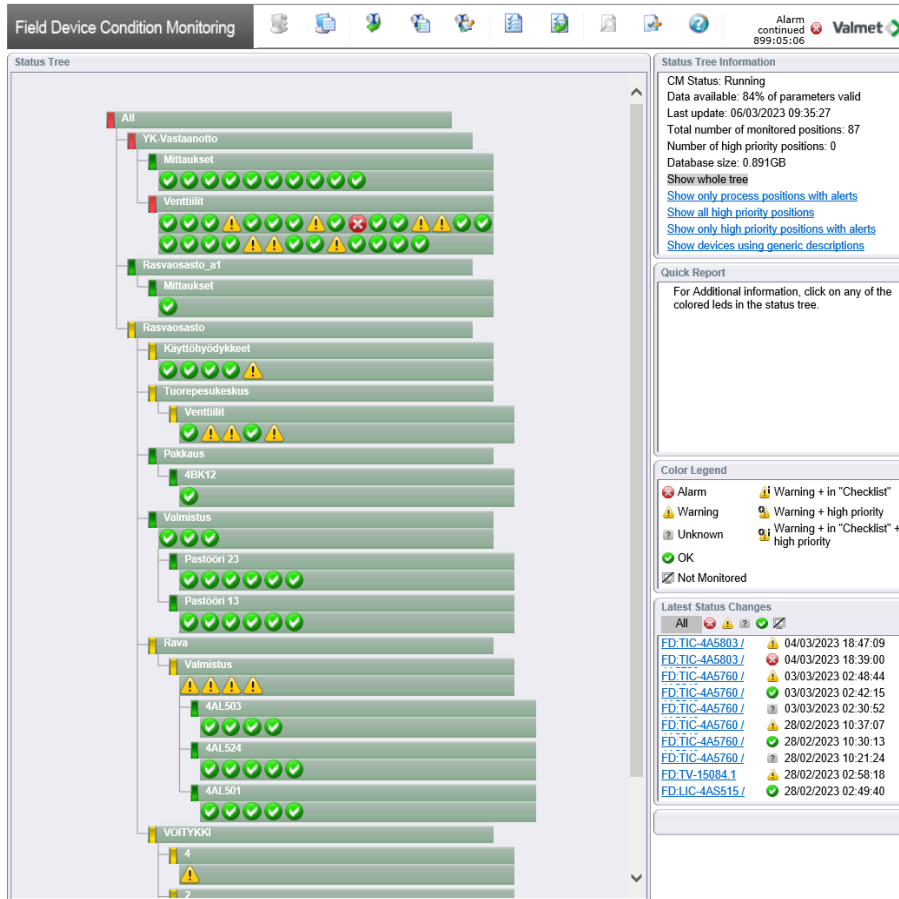 Field Device Condition Monitoring
Alarm
continued
899:05:06
Valmet
Status Tree
All
YK-Vastaanotto
Mittaukset
Venttiilit
Rasvaosasto_a1
Mittaukset
Rasvaosasto
Käyttöhyödykkeet
Tuorepesukeskus
Venttiilit
Pakkaus
4BK12
Valmistus
Pastööri 23
Pastööri 13
Rava
Valmistus
4AL503
4AL524
4AL501
VOITYKKI
4
2
Status Tree Information
CM Status: Running
Data available: 84% of parameters valid
Last update: 06/03/2023 09:35:27
Total number of monitored positions: 87
Number of high priority positions: 0
Database size: 0.891GB
Show whole tree
Show only process positions with alerts
Show all high priority positions
Show only high priority positions with alerts
Show devices using generic descriptions
Quick Report
For Additional information, click on any of the
colored leds in the status tree.
Color Legend
Alarm
Warning + in "Checklist"
Warning
Warning + high priority
Unknown
Warning + in "Checklist" +
high priority
OK
Not Monitored
Latest Status Changes
All
FD:TIC-4A5803 / 04/03/2023 18:47:09
FD:TIC-4A5803 / 04/03/2023 18:39:00
FD:TIC-4A5760 / 03/03/2023 02:48:44
FD:TIC-4A5760 / 03/03/2023 02:42:15
FD:TIC-4A5760 / 03/03/2023 02:30:52
FD:TIC-4A5760 / 28/02/2023 10:37:07
FD:TIC-4A5760 / 28/02/2023 10:30:13
FD:TIC-4A5760 / 28/02/2023 10:21:24
FD:TV-15084.1 28/02/2023 02:58:18
FD:LIC-4AS515 / 28/02/2023 02:49:40